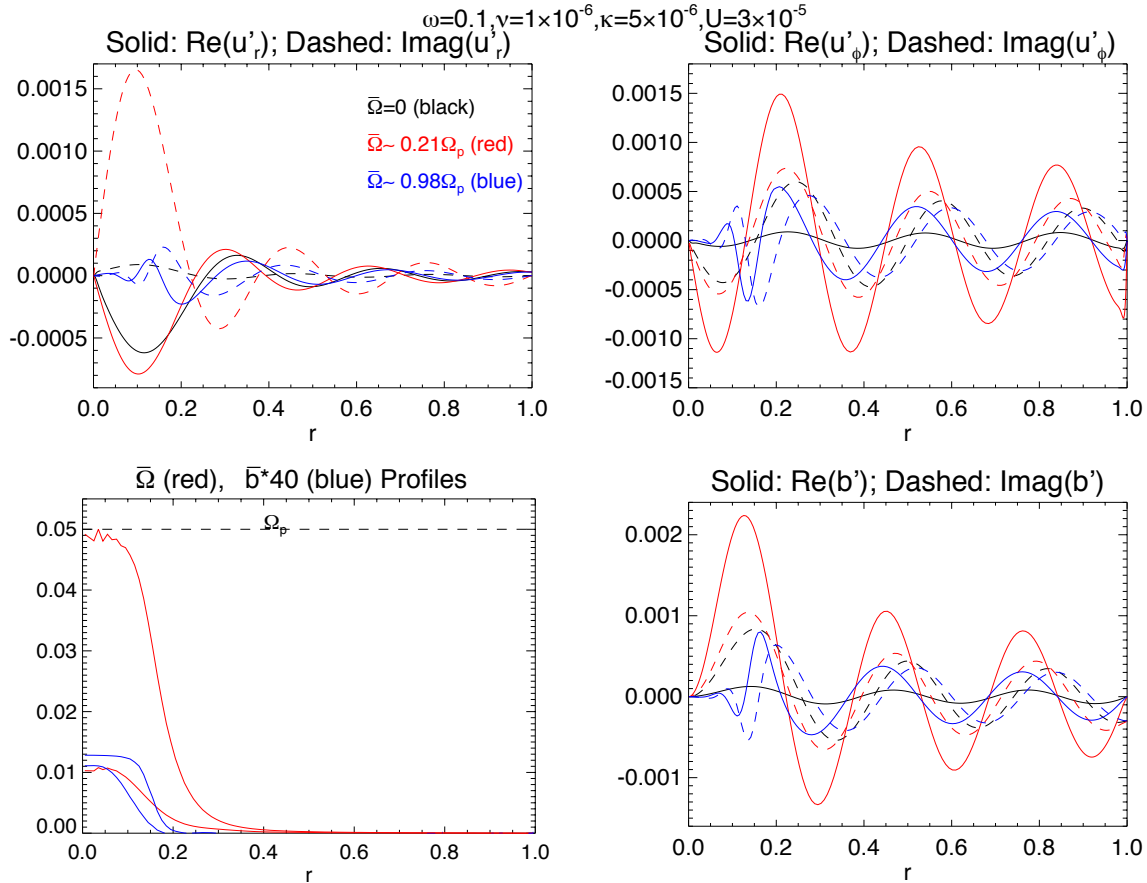 ω=0.1,ν=1×10⁻⁶,κ=5×10⁻⁶,U=3×10⁻⁵
Solid: Re(u'ᵣ); Dashed: Imag(u'ᵣ)
0.0015
0.0010
0.0005
0.0000
-0.0005
Ω̄=0 (black)
Ω̄~ 0.21Ωₚ (red)
Ω̄~ 0.98Ωₚ (blue)
0.0 0.2 0.4 0.6 0.8 1.0
r
Solid: Re(u'ᵩ); Dashed: Imag(u'ᵩ)
0.0015
0.0010
0.0005
0.0000
-0.0005
-0.0010
-0.0015
0.0 0.2 0.4 0.6 0.8 1.0
r
Ω̄ (red), b̄*40 (blue) Profiles
0.05
0.04
0.03
0.02
0.01
0.00
Ωₚ
0.0 0.2 0.4 0.6 0.8 1.0
r
Solid: Re(b'); Dashed: Imag(b')
0.002
0.001
0.000
-0.001
0.0 0.2 0.4 0.6 0.8 1.0
r